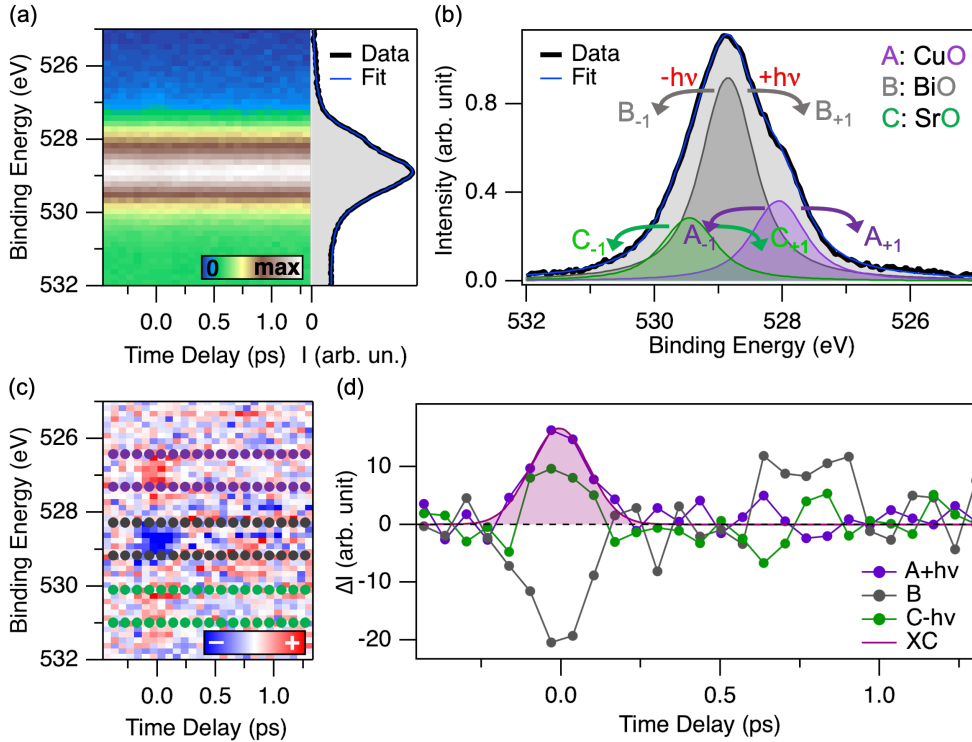 (a)
Binding Energy (eV)
526
528
530
532
0 max
Data
Fit
0.0 0.5 1.0 0
Time Delay (ps) I (arb. un.)
(b)
Intensity (arb. unit)
0.8
0.4
0.0
Data
Fit
-hν +hν
B-1 B+1
A: CuO
B: BiO
C: SrO
C-1 A-1 C+1 A+1
532 530 528 526
Binding Energy (eV)
(c)
Binding Energy (eV)
526
528
530
532
− +
0.0 0.5 1.0
Time Delay (ps)
(d)
ΔI (arb. unit)
10
0
-10
-20
A+hν
B
C-hν
XC
0.0 0.5 1.0
Time Delay (ps)